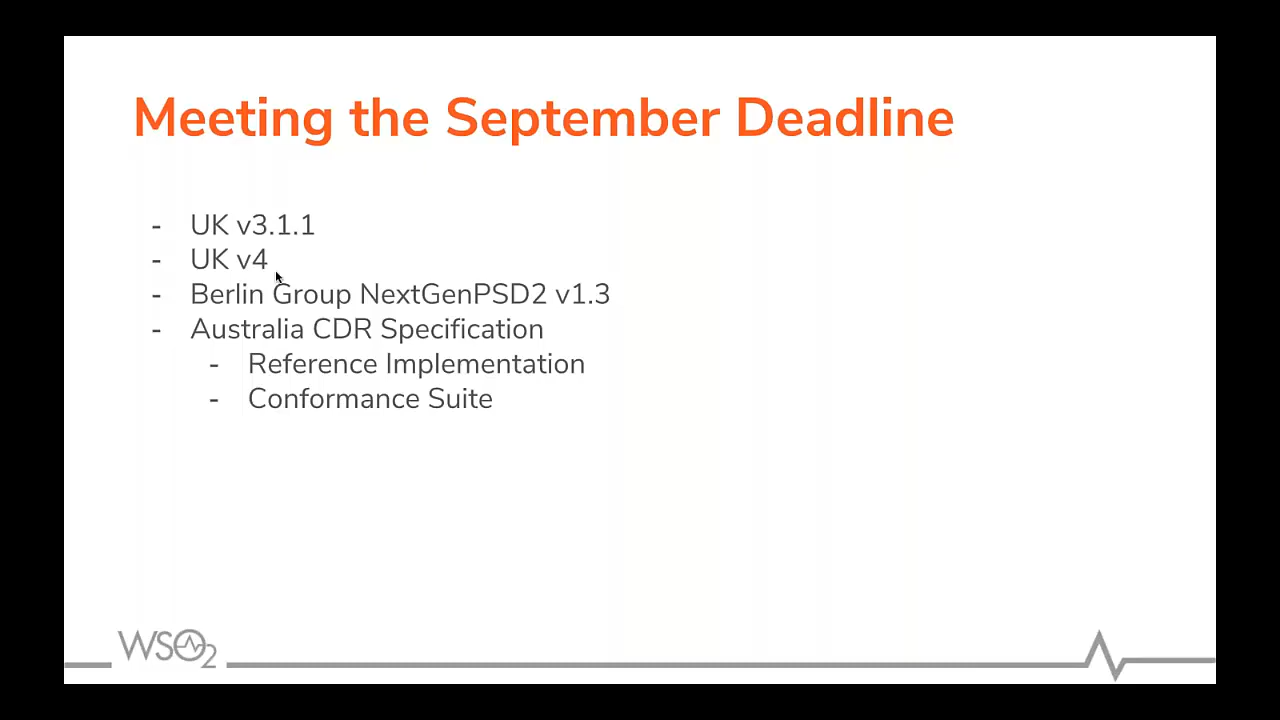 Meeting the September Deadline
- UK v3.1.1
- UK v4
- Berlin Group NextGenPSD2 v1.3
- Australia CDR Specification
- Reference Implementation
- Conformance Suite
WSO2